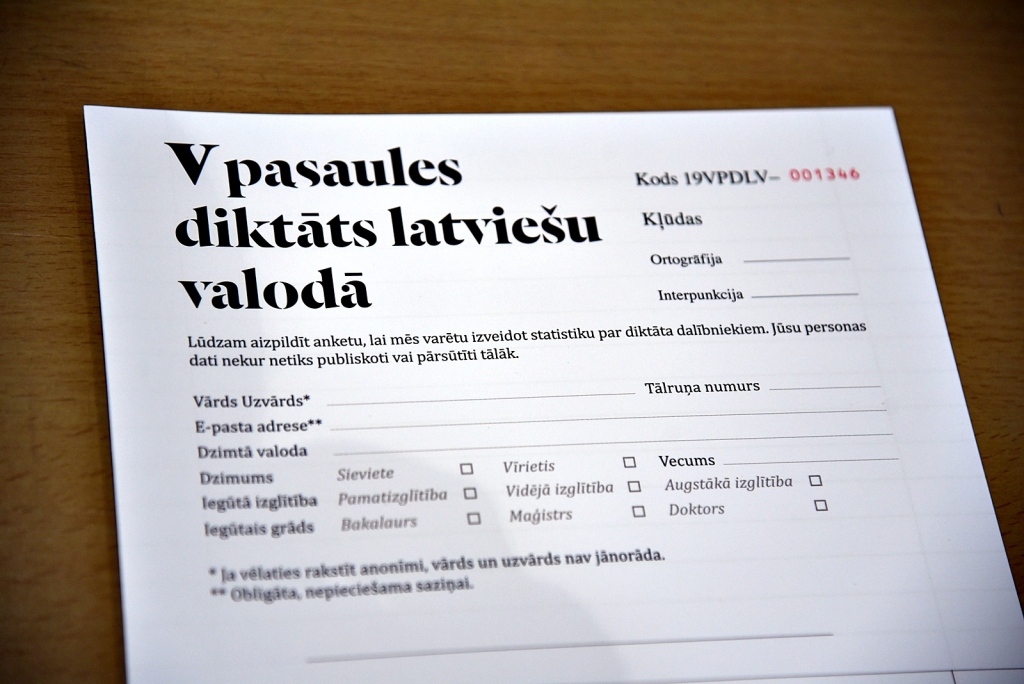 V pasaules
diktāts latviešu
valodā
Kods 19VPDLV– 001346
Kļūdas
Ortogrāfija
Interpunkcija
Lūdzam aizpildīt anketu, lai mēs varētu izveidot statistiku par diktāta dalībniekiem. Jūsu personas
dati nekur netiks publiskoti vai pārsūtīti tālāk.
Vārds Uzvārds* Tālruņa numurs
E-pasta adrese**
Dzimtā valoda
Dzimums Sieviete ☐ Vīrietis ☐ Vecums
Iegūtā izglītība Pamatizglītība ☐ Vidējā izglītība ☐ Augstākā izglītība ☐
Iegūtais grāds Bakalaurs ☐ Maģistrs ☐ Doktors ☐
* Ja vēlaties rakstīt anonīmi, vārds un uzvārds nav jānorāda.
** Obligāta, nepieciešama saziņai.